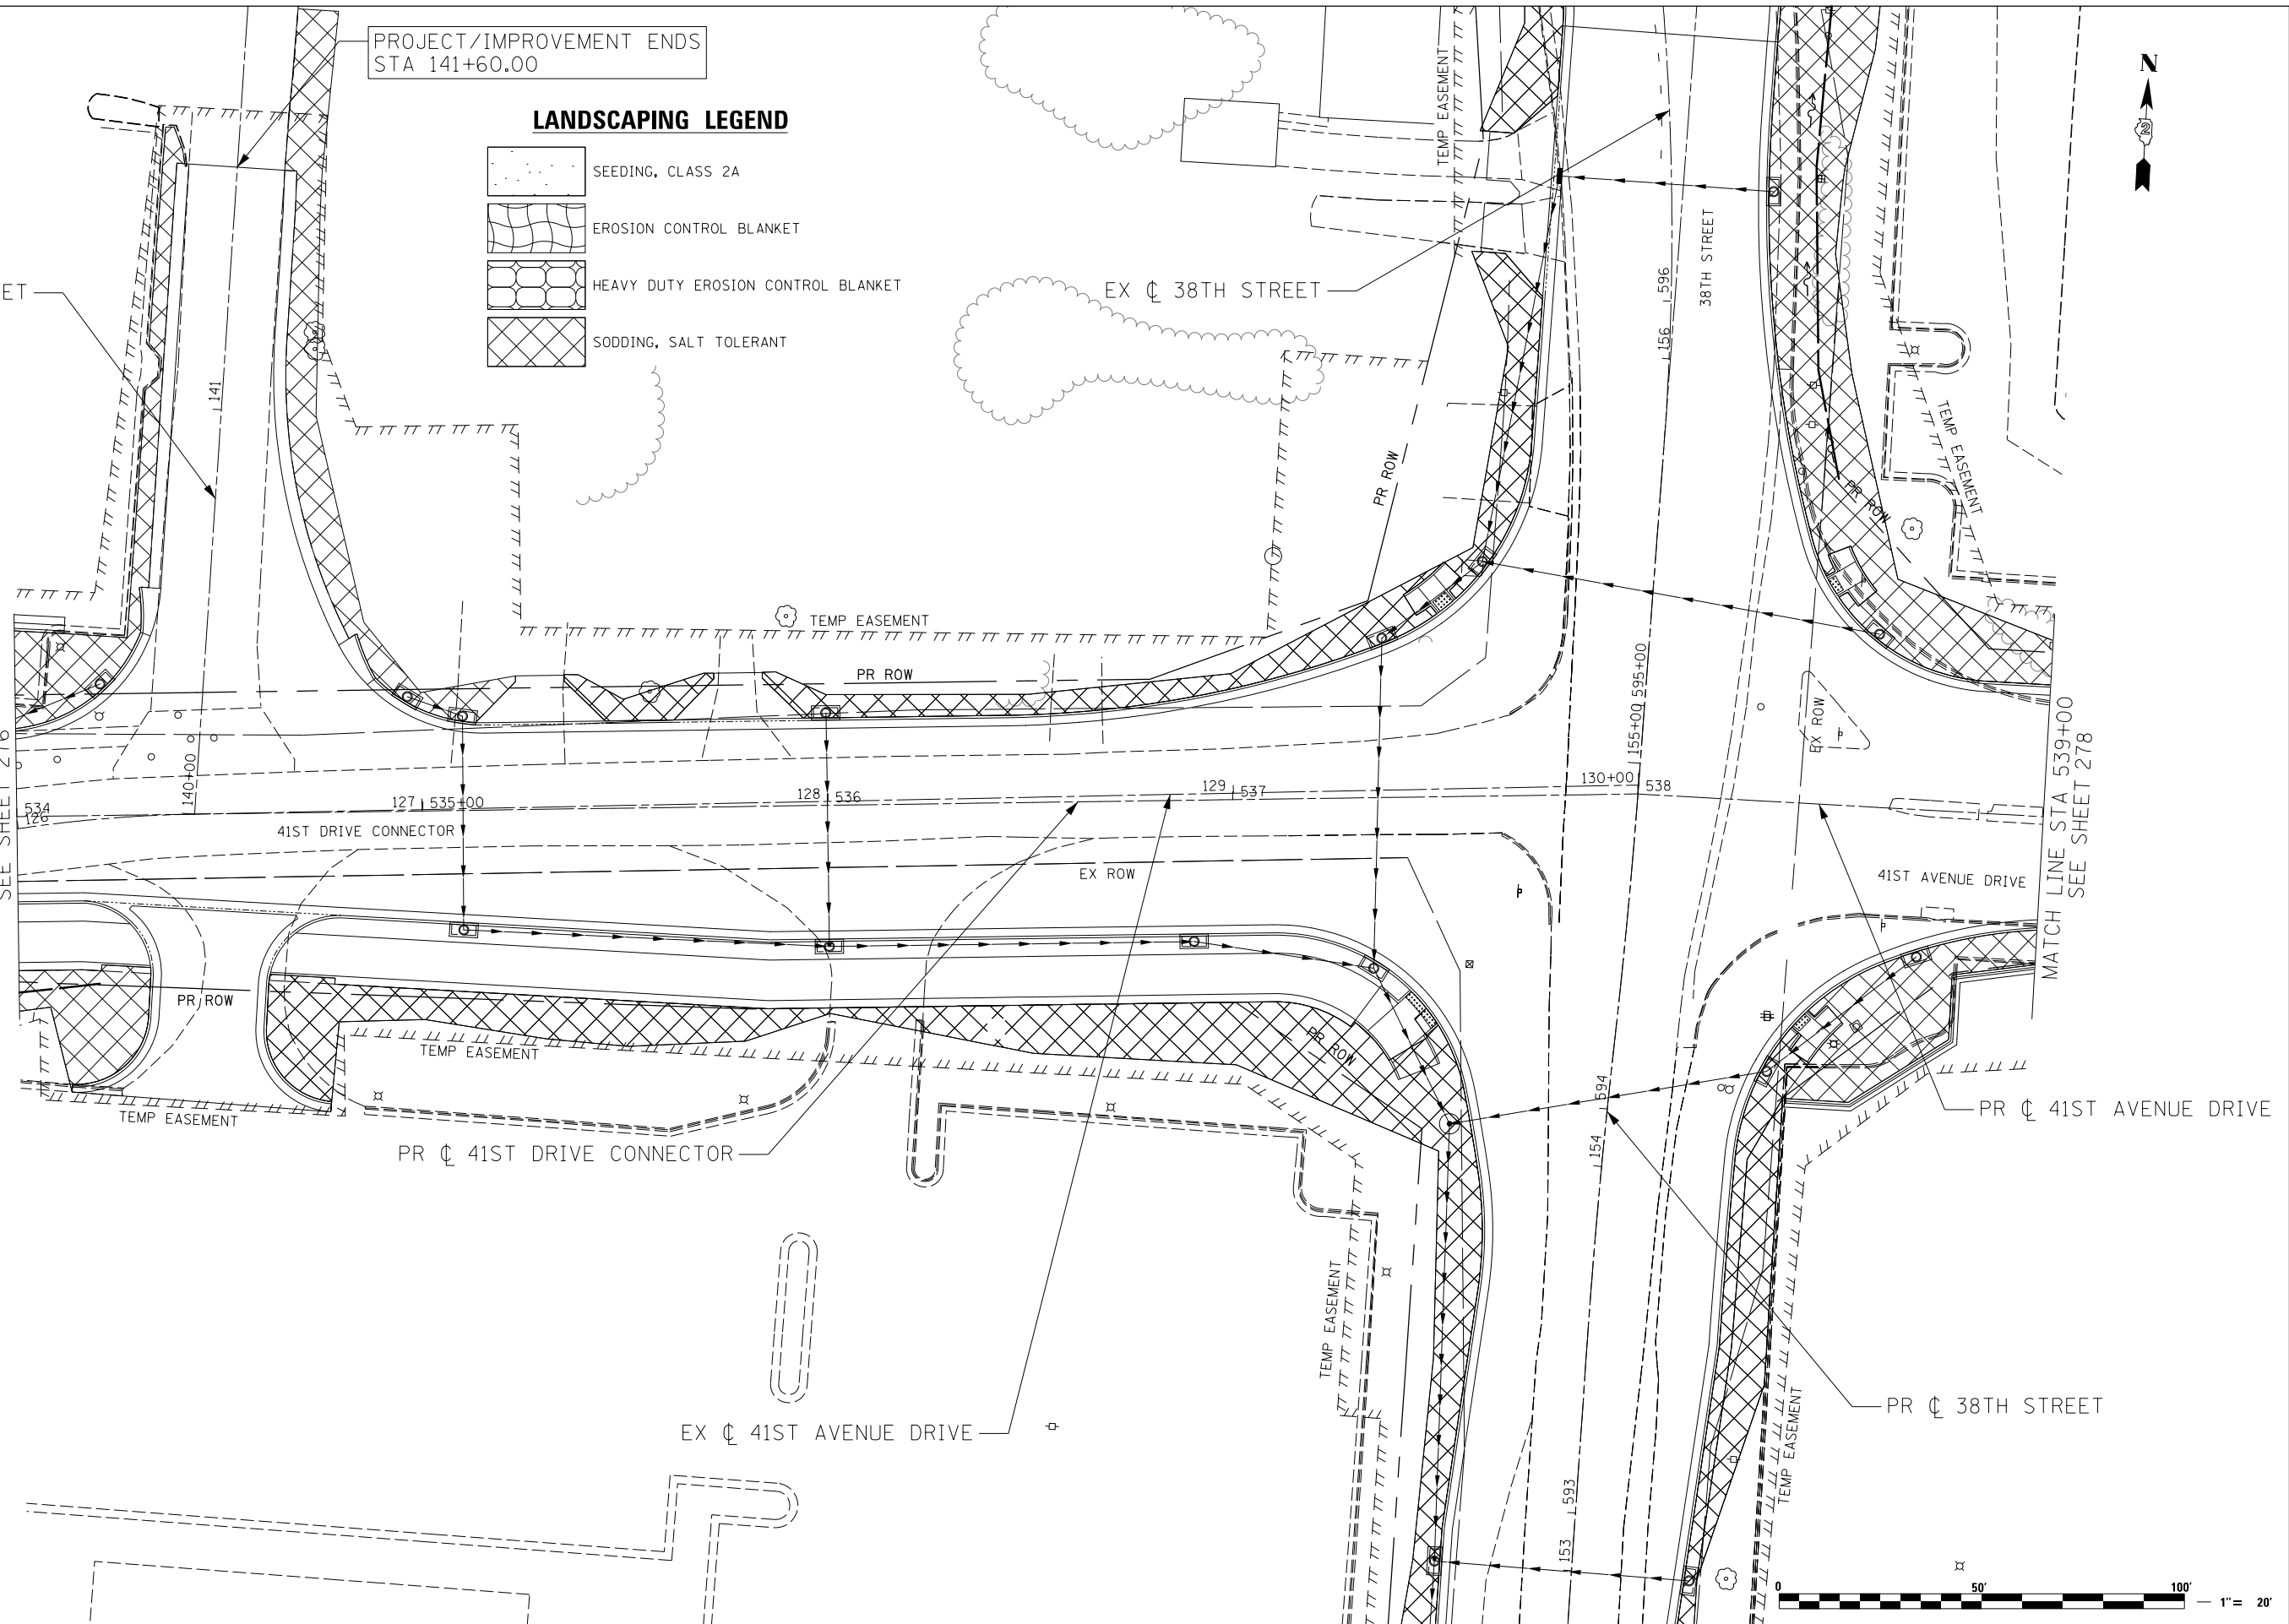 PROJECT/IMPROVEMENT ENDS
STA 141+60.00
LANDSCAPING LEGEND
SEEDING, CLASS 2A
EROSION CONTROL BLANKET
HEAVY DUTY EROSION CONTROL BLANKET
SODDING, SALT TOLERANT
N
2
TEMP EASEMENT
EX ℄ 38TH STREET
38TH STREET
596
156
ET
141
TEMP EASEMENT
PR ROW
PR ROW
TEMP EASEMENT
PR ROW
155+00
595+00
EX ROW
MATCH LINE STA 539+00
SEE SHEET 278
SEE SHEET 276
140+00
534
126
127
535+00
128
536
129
537
130+00
538
41ST DRIVE CONNECTOR
EX ROW
41ST AVENUE DRIVE
PR ROW
TEMP EASEMENT
PR ROW
TEMP EASEMENT
594
154
PR ℄ 41ST DRIVE CONNECTOR
PR ℄ 41ST AVENUE DRIVE
TEMP EASEMENT
TEMP EASEMENT
PR ℄ 38TH STREET
EX ℄ 41ST AVENUE DRIVE
593
153
0
50'
100'
1"= 20'